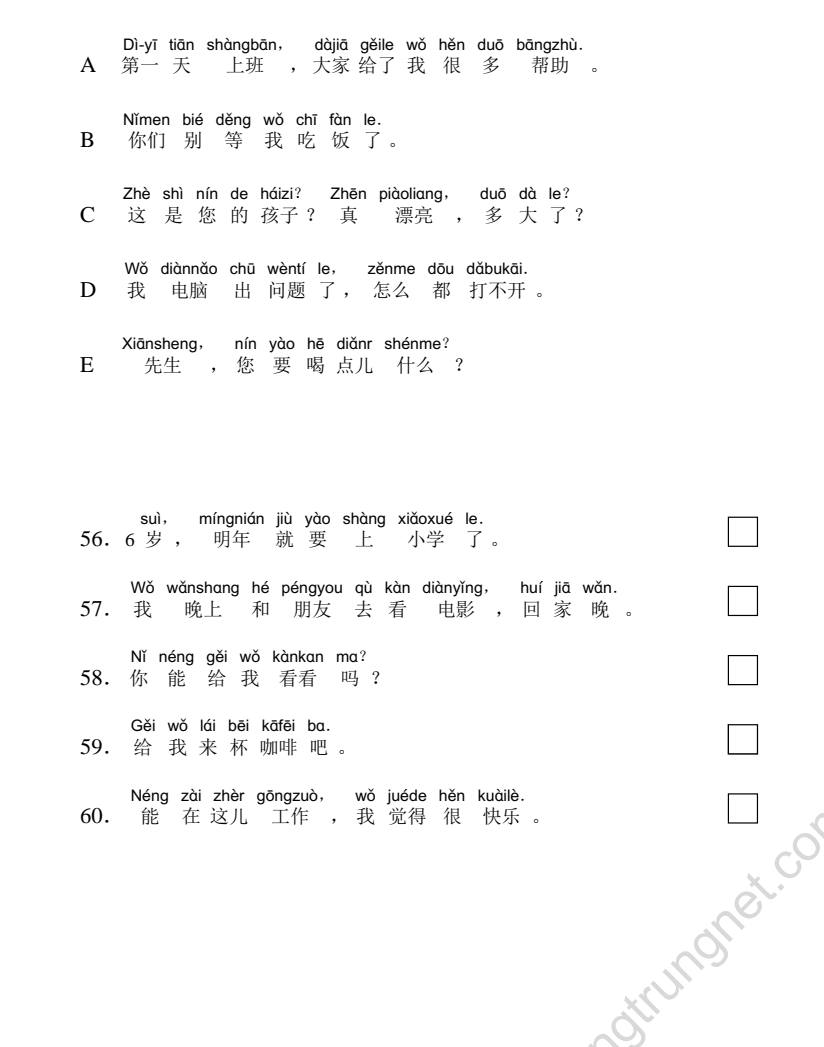 Dì-yī tiān shàngbān, dàjiā gěile wǒ hěn duō bāngzhù.
A 第一 天 上班 ，大家 给了 我 很 多 帮助 。
Nǐmen bié děng wǒ chī fàn le.
B 你们 别 等 我 吃 饭 了 。
Zhè shì nín de háizi? Zhēn piàoliang, duō dà le?
C 这 是 您 的 孩子 ？ 真 漂亮 ， 多 大 了 ？
Wǒ diànnǎo chū wèntí le, zěnme dōu dǎbukāi.
D 我 电脑 出 问题 了 ， 怎么 都 打不开 。
Xiānsheng, nín yào hē diǎnr shénme?
E 先生 ， 您 要 喝 点儿 什么 ？
suì, míngnián jiù yào shàng xiǎoxué le.
56. 6 岁 ， 明年 就 要 上 小学 了 。
Wǒ wǎnshang hé péngyou qù kàn diànyǐng, huí jiā wǎn.
57. 我 晚上 和 朋友 去 看 电影 ， 回 家 晚 。
Nǐ néng gěi wǒ kànkan ma?
58. 你 能 给 我 看看 吗 ？
Gěi wǒ lái bēi kāfēi ba.
59. 给 我 来 杯 咖啡 吧 。
Néng zài zhèr gōngzuò, wǒ juéde hěn kuàilè.
60. 能 在 这儿 工作 ， 我 觉得 很 快乐 。